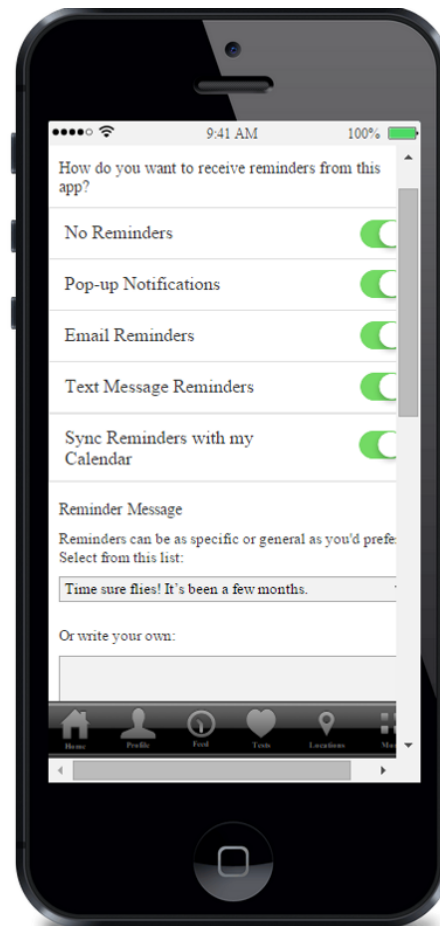 9:41 AM 100%
How do you want to receive reminders from this
app?
No Reminders
Pop-up Notifications
Email Reminders
Text Message Reminders
Sync Reminders with my
Calendar
Reminder Message
Reminders can be as specific or general as you'd prefe
Select from this list:
Time sure flies! It's been a few months.
Or write your own:
Home Profile Feed Tests Locations